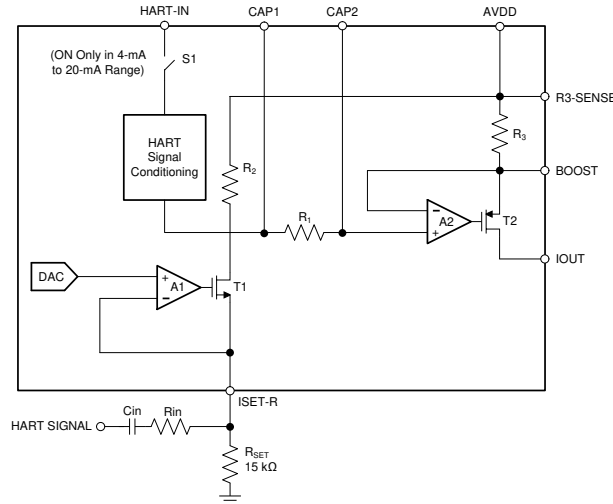 HART-IN
CAP1
CAP2
AVDD
(ON Only in 4-mA
to 20-mA Range)
S1
R3-SENSE
HART
Signal
Conditioning
R2
R3
BOOST
R1
A2
T2
IOUT
DAC
A1
T1
ISET-R
HART SIGNAL
Cin
Rin
RSET
15 kΩ